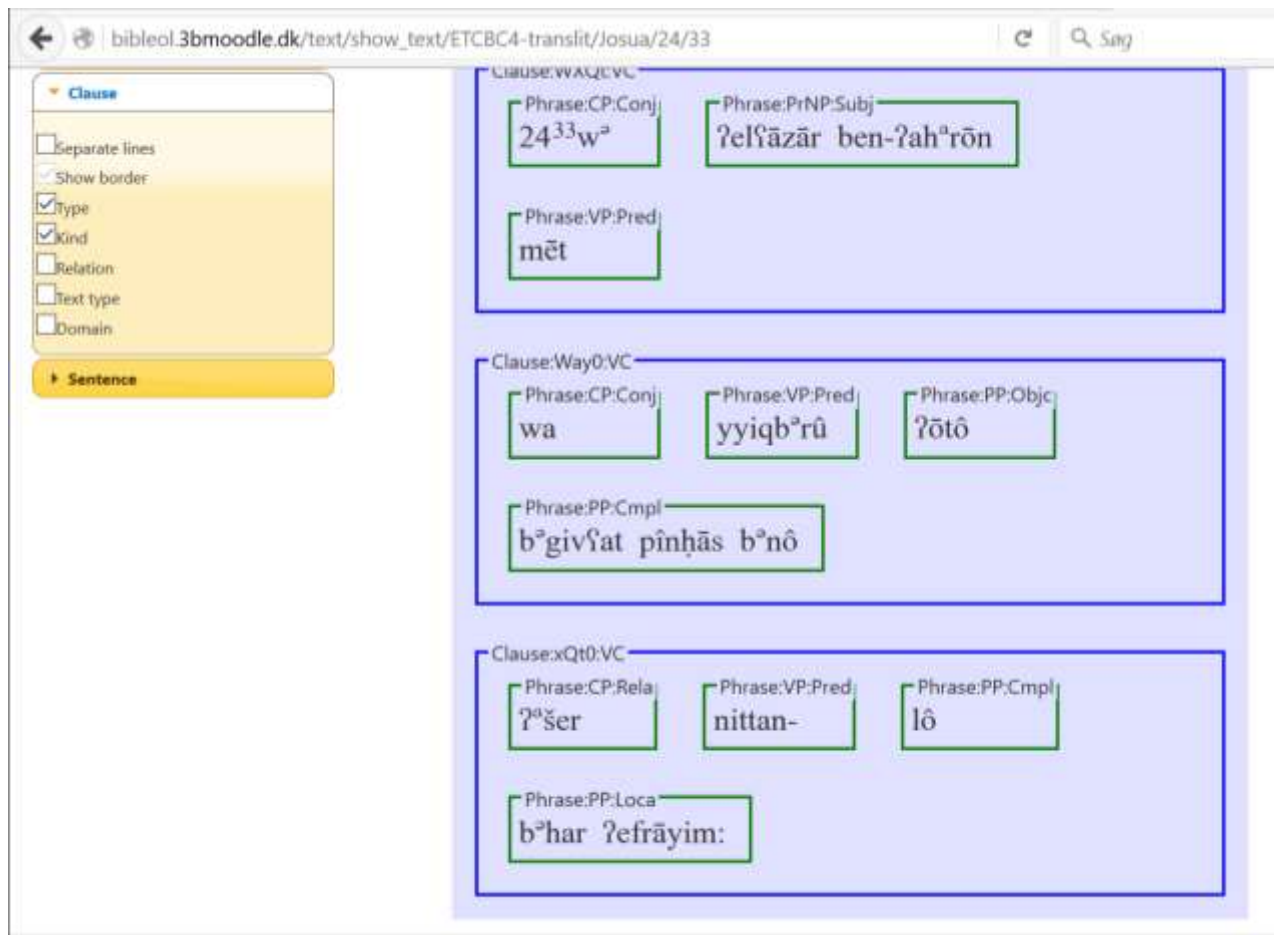 bibleol.3bmoodle.dk/text/show_text/ETCBC4-translit/Josua/24/33
Søg
Clause
Separate lines
Show border
Type
Kind
Relation
Text type
Domain
Sentence
Clause:WXQt:VC
Phrase:CP:Conj Phrase:PrNP:Subj
24³³wᵊ ʔelʕāzār ben-ʔahᵃrōn
Phrase:VP:Pred
mēt
Clause:Way0:VC
Phrase:CP:Conj Phrase:VP:Pred Phrase:PP:Objc
wa yyiqbᵊrû ʔōtô
Phrase:PP:Cmpl
bᵊgivʕat pînḥās bᵊnô
Clause:xQt0:VC
Phrase:CP:Rela Phrase:VP:Pred Phrase:PP:Cmpl
ʔᵃšer nittan- lô
Phrase:PP:Loca
bᵊhar ʔefrāyim: